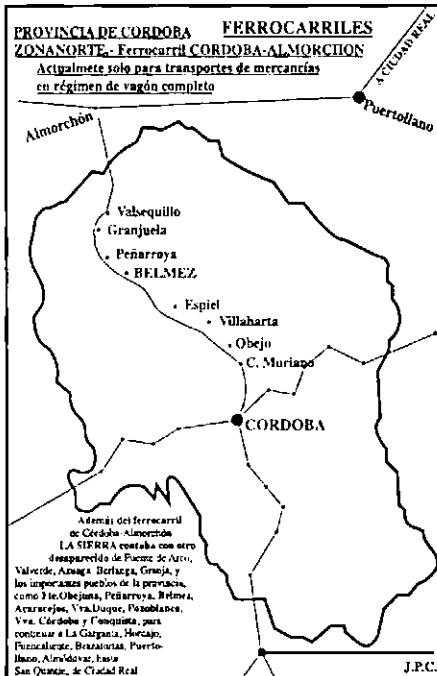 PROVINCIA DE CORDOBA
FERROCARRILES
ZONANORTE.- Ferrocarril CORDOBA-ALMORCHON
Actualmete solo para transportes de mercancías
en régimen de vagón completo
A CIUDAD REAL
Puertollano
Almorchón
Valsequillo
Granjuela
Peñarroya
BELMEZ
Espiel
Villaharta
Obejo
C. Muriano
CORDOBA
Además del ferrocarril
de Córdoba-Almorchón
LA SIERRA contaba con otro
desaparecido de Fuente de Arco,
Valverde, Azuaga, Berlanga, Granja, y
los importantes pueblos de la provincia,
como Fte.Obejuna, Peñarroya, Belmez,
Vva.Duque, Pozoblanco,
Vva. Córdoba y Conquista, para
continuar a La Garganta, Horcajo,
Fuencaliente, Brazatortas, Puerto-
llano, Almodóvar, hasta
San Quintín, de Ciudad Real
J.P.C.